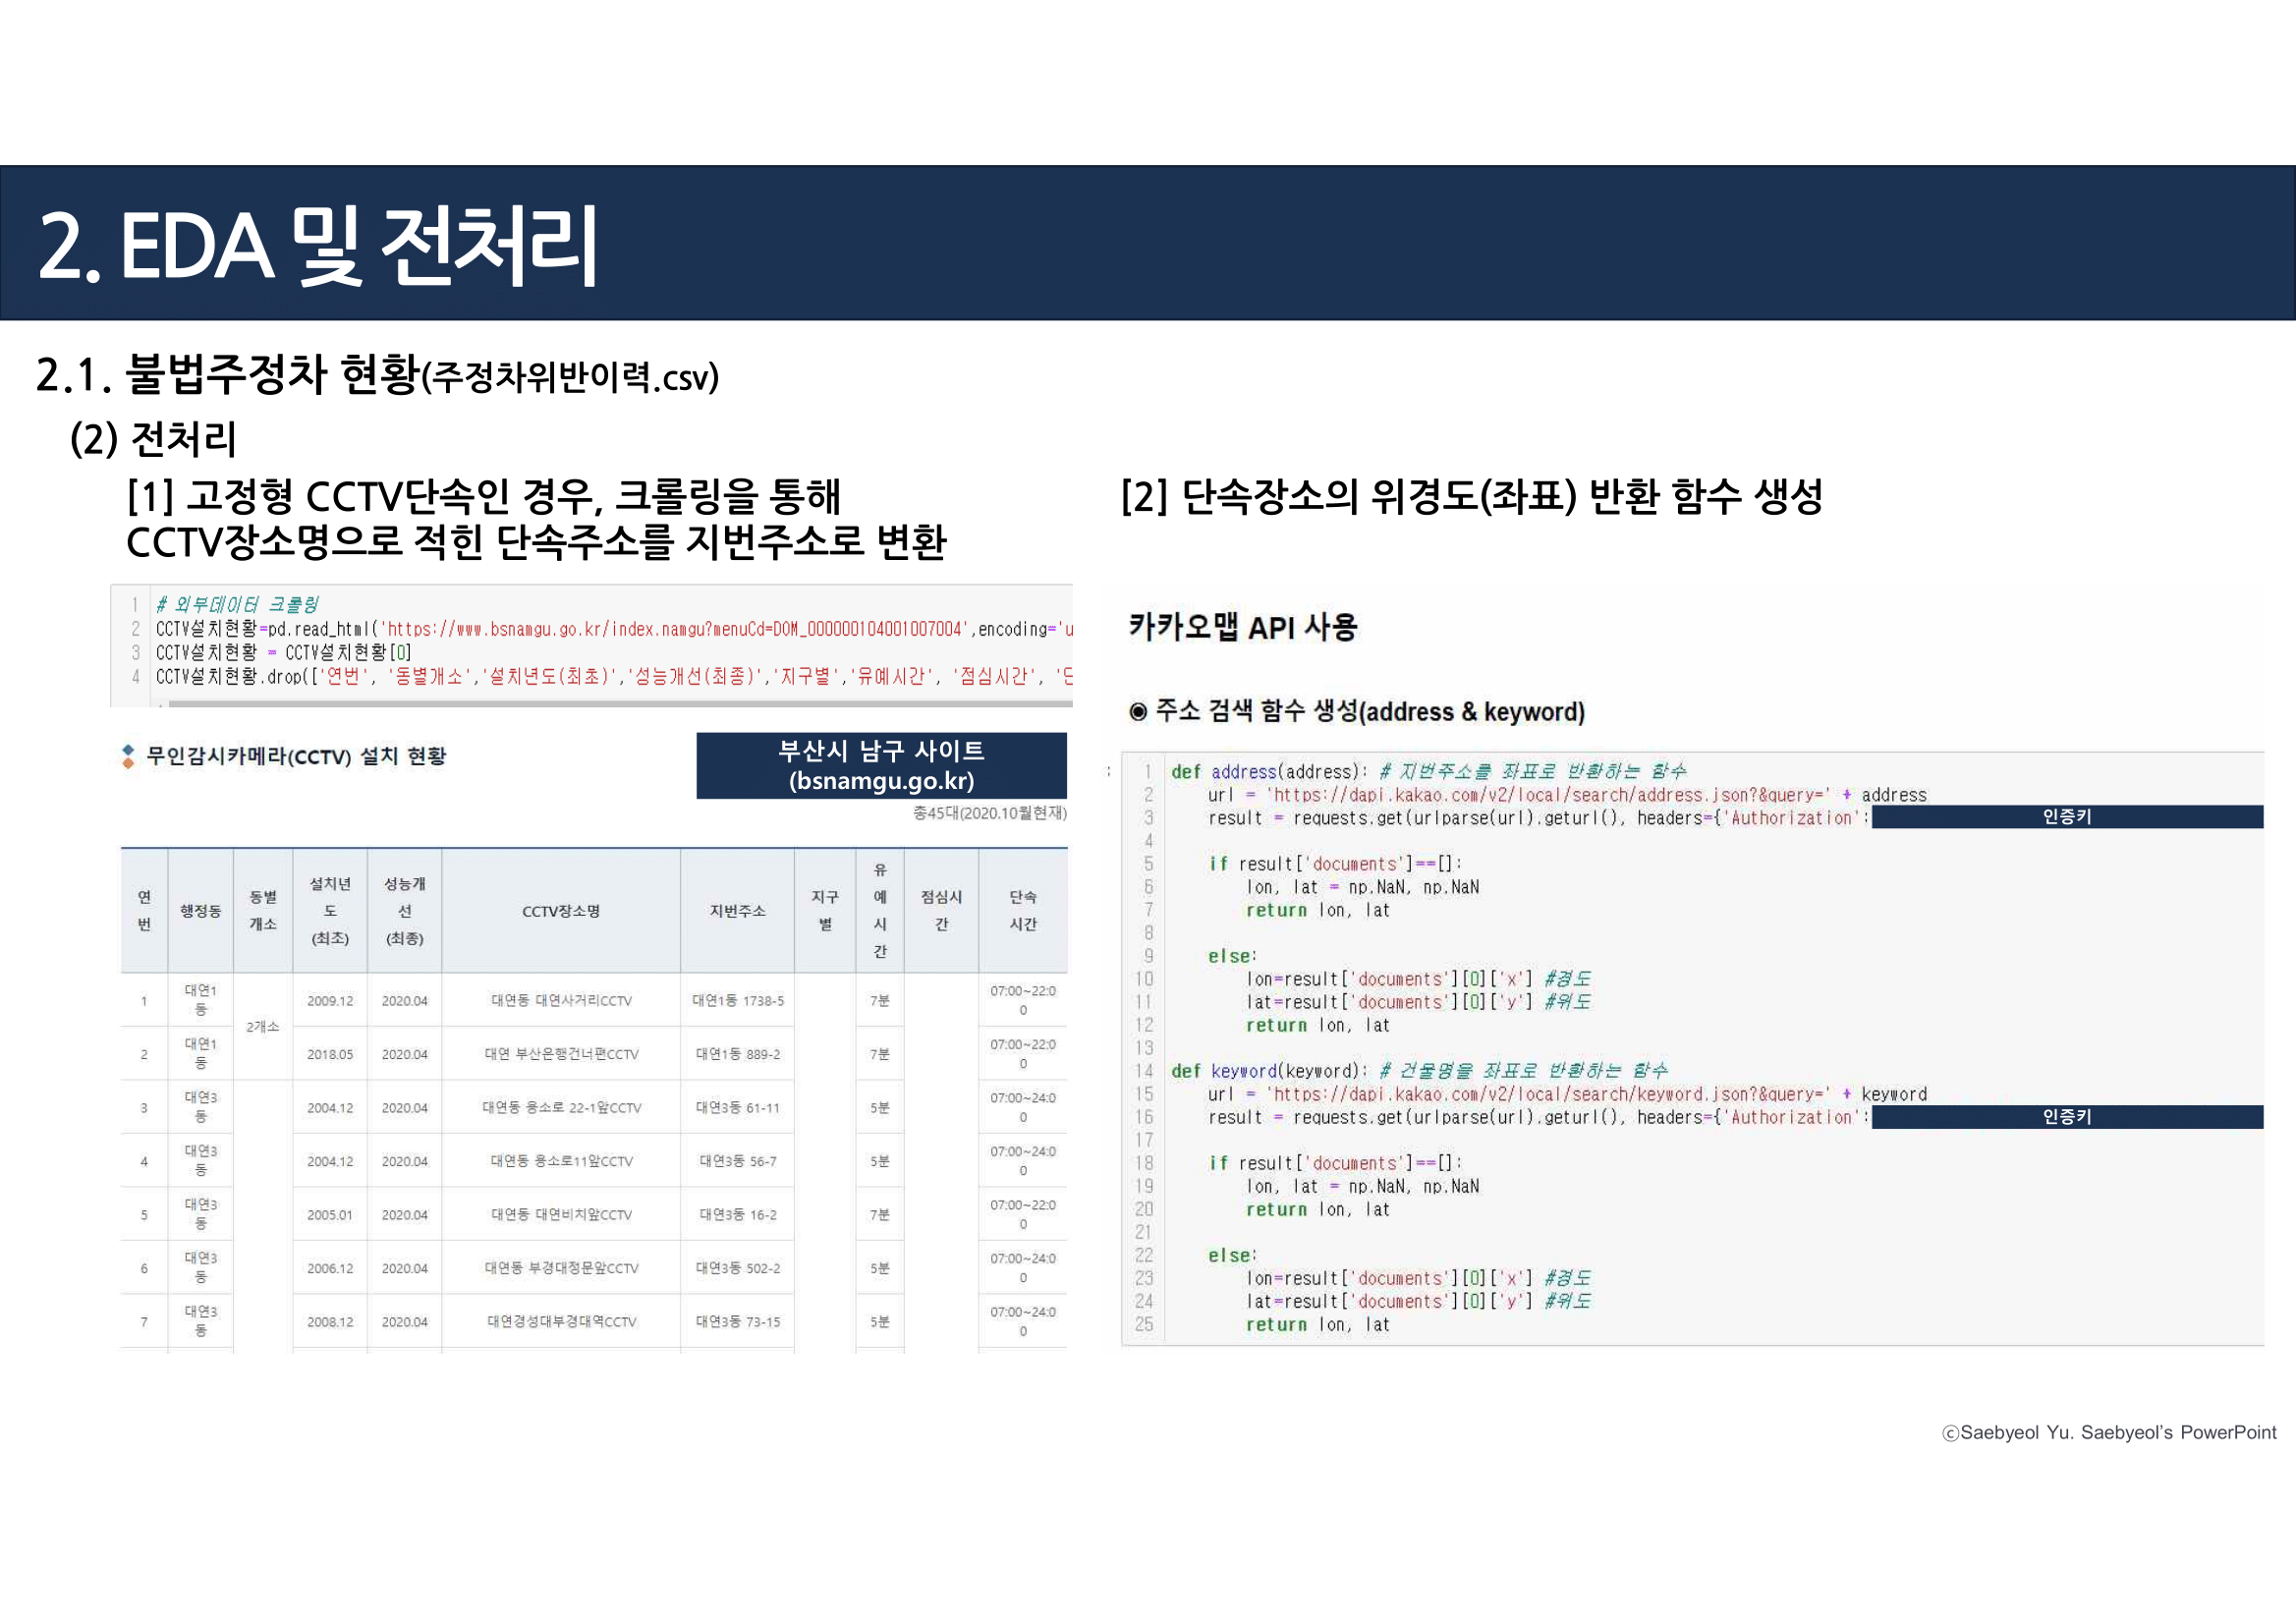 2. EDA 및 전처리
2.1. 불법주정차 현황(주정차위반이력.csv)
(2) 전처리
[1] 고정형 CCTV단속인 경우, 크롤링을 통해
CCTV장소명으로 적힌 단속주소를 지번주소로 변환
1 # 외부데이터 크롤링
2 CCTV설치현황=pd.read_html('https://www.bsnamgu.go.kr/index.namgu?menuCd=DOM_000000104001007004',encoding='u
3 CCTV설치현황 = CCTV설치현황[0]
4 CCTV설치현황.drop(['연번', '동별개소','설치년도(최초)','성능개선(최종)','지구별','유예시간', '점심시간', '단
무인감시카메라(CCTV) 설치 현황
부산시 남구 사이트
(bsnamgu.go.kr)
총45대(2020.10월현재)
연번 행정동 동별개소 설치년도(최초) 성능개선(최종) CCTV장소명 지번주소 지구별 유예시간 점심시간 단속시간
1 대연1동 2개소 2009.12 2020.04 대연동 대연사거리CCTV 대연1동 1738-5 7분 07:00~22:00
2 대연1동 2018.05 2020.04 대연 부산은행건너편CCTV 대연1동 889-2 7분 07:00~22:00
3 대연3동 2004.12 2020.04 대연동 용소로 22-1앞CCTV 대연3동 61-11 5분 07:00~24:00
4 대연3동 2004.12 2020.04 대연동 용소로11앞CCTV 대연3동 56-7 5분 07:00~24:00
5 대연3동 2005.01 2020.04 대연동 대연비치앞CCTV 대연3동 16-2 7분 07:00~22:00
6 대연3동 2006.12 2020.04 대연동 부경대정문앞CCTV 대연3동 502-2 5분 07:00~24:00
7 대연3동 2008.12 2020.04 대연경성대부경대역CCTV 대연3동 73-15 5분 07:00~24:00
[2] 단속장소의 위경도(좌표) 반환 함수 생성
카카오맵 API 사용
◉ 주소 검색 함수 생성(address & keyword)
1 def address(address): # 지번주소를 좌표로 반환하는 함수
2 url = 'https://dapi.kakao.com/v2/local/search/address.json?&query=' + address
3 result = requests.get(urlparse(url).geturl(), headers={'Authorization': 인증키
4
5 if result['documents']==[]:
6 lon, lat = np.NaN, np.NaN
7 return lon, lat
8
9 else:
10 lon=result['documents'][0]['x'] #경도
11 lat=result['documents'][0]['y'] #위도
12 return lon, lat
13
14 def keyword(keyword): # 건물명을 좌표로 반환하는 함수
15 url = 'https://dapi.kakao.com/v2/local/search/keyword.json?&query=' + keyword
16 result = requests.get(urlparse(url).geturl(), headers={'Authorization': 인증키
17
18 if result['documents']==[]:
19 lon, lat = np.NaN, np.NaN
20 return lon, lat
21
22 else:
23 lon=result['documents'][0]['x'] #경도
24 lat=result['documents'][0]['y'] #위도
25 return lon, lat
ⓒSaebyeol Yu. Saebyeol's PowerPoint